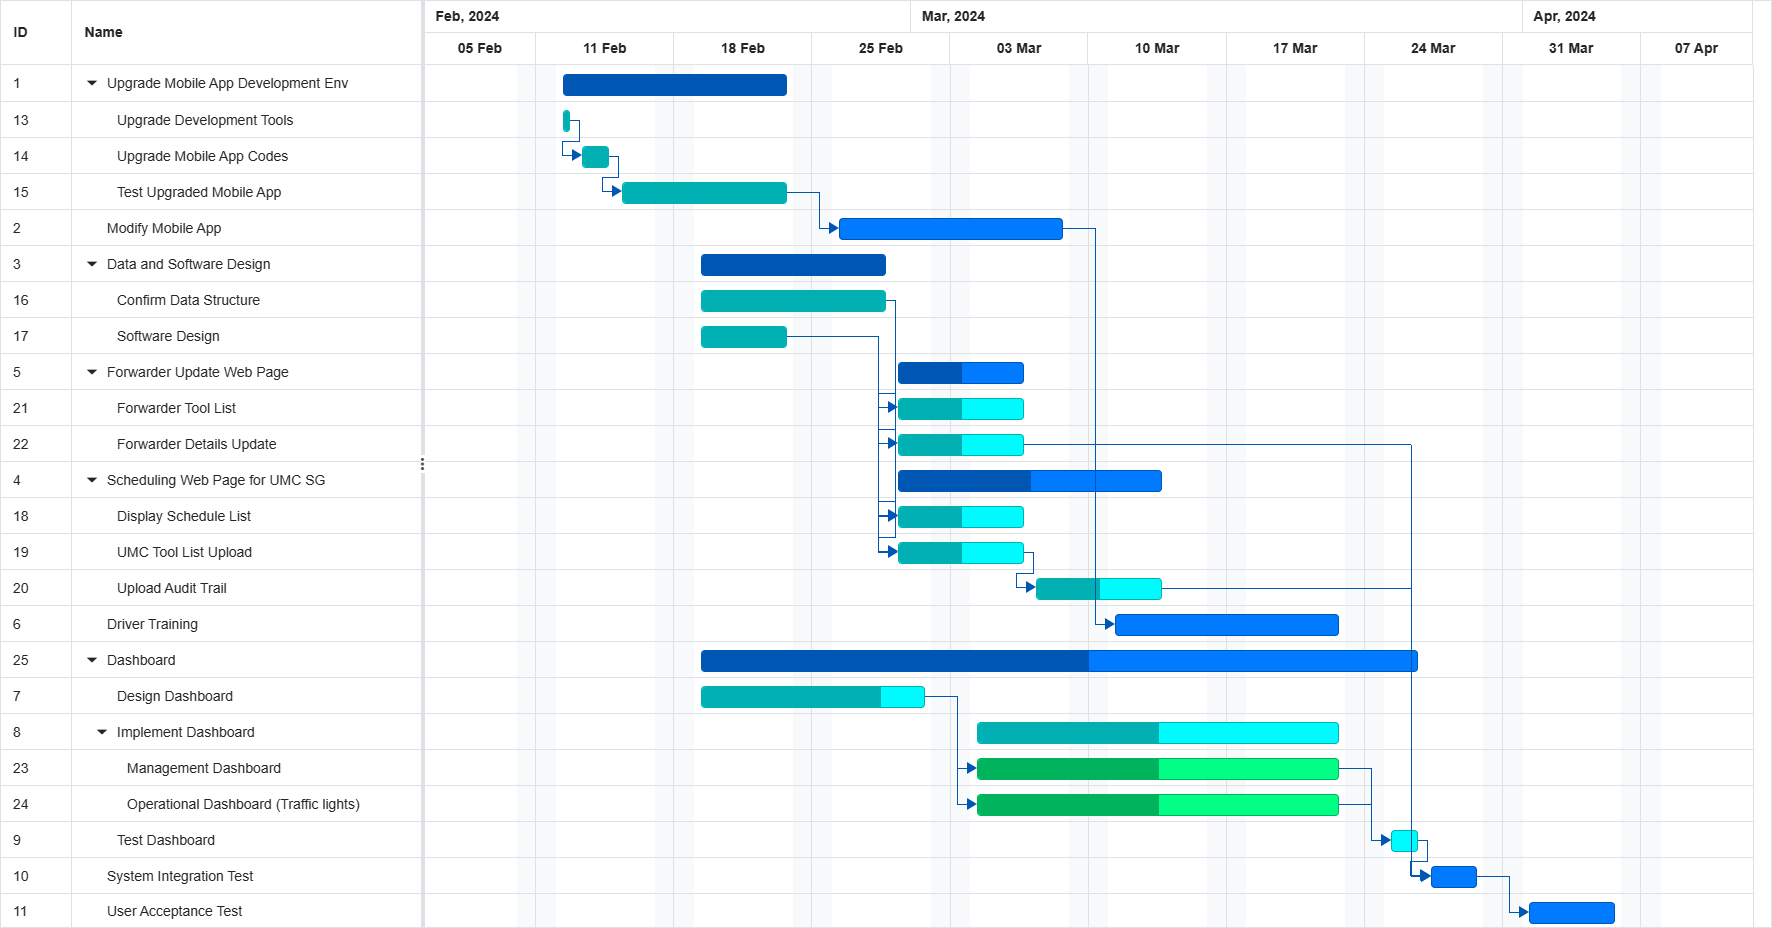 ID Name Feb, 2024 Mar, 2024 Apr, 2024
05 Feb 11 Feb 18 Feb 25 Feb 03 Mar 10 Mar 17 Mar 24 Mar 31 Mar 07 Apr
1 Upgrade Mobile App Development Env
13 Upgrade Development Tools
14 Upgrade Mobile App Codes
15 Test Upgraded Mobile App
2 Modify Mobile App
3 Data and Software Design
16 Confirm Data Structure
17 Software Design
5 Forwarder Update Web Page
21 Forwarder Tool List
22 Forwarder Details Update
4 Scheduling Web Page for UMC SG
18 Display Schedule List
19 UMC Tool List Upload
20 Upload Audit Trail
6 Driver Training
25 Dashboard
7 Design Dashboard
8 Implement Dashboard
23 Management Dashboard
24 Operational Dashboard (Traffic lights)
9 Test Dashboard
10 System Integration Test
11 User Acceptance Test